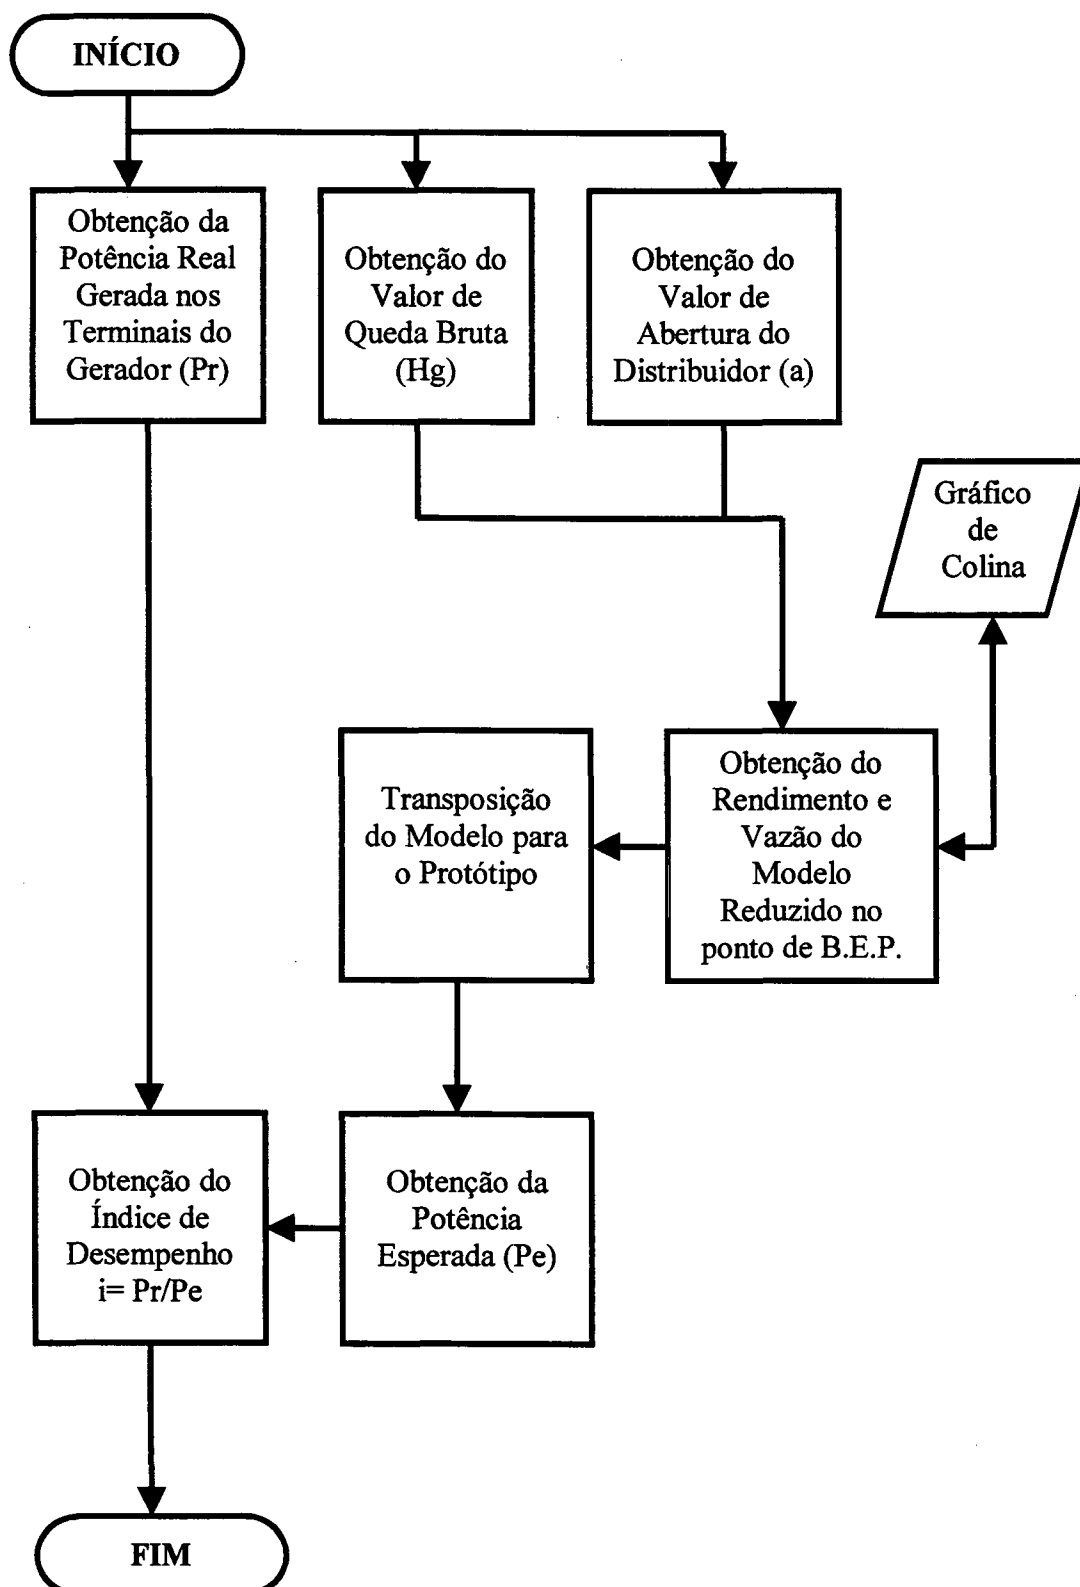 INÍCIO
Obtenção da
Potência Real
Gerada nos
Terminais do
Gerador (Pr)
Obtenção do
Valor de
Queda Bruta
(Hg)
Obtenção do
Valor de
Abertura do
Distribuidor (a)
Gráfico
de
Colina
Transposição
do Modelo para
o Protótipo
Obtenção do
Rendimento e
Vazão do
Modelo
Reduzido no
ponto de B.E.P.
Obtenção do
Índice de
Desempenho
i= Pr/Pe
Obtenção da
Potência
Esperada (Pe)
FIM